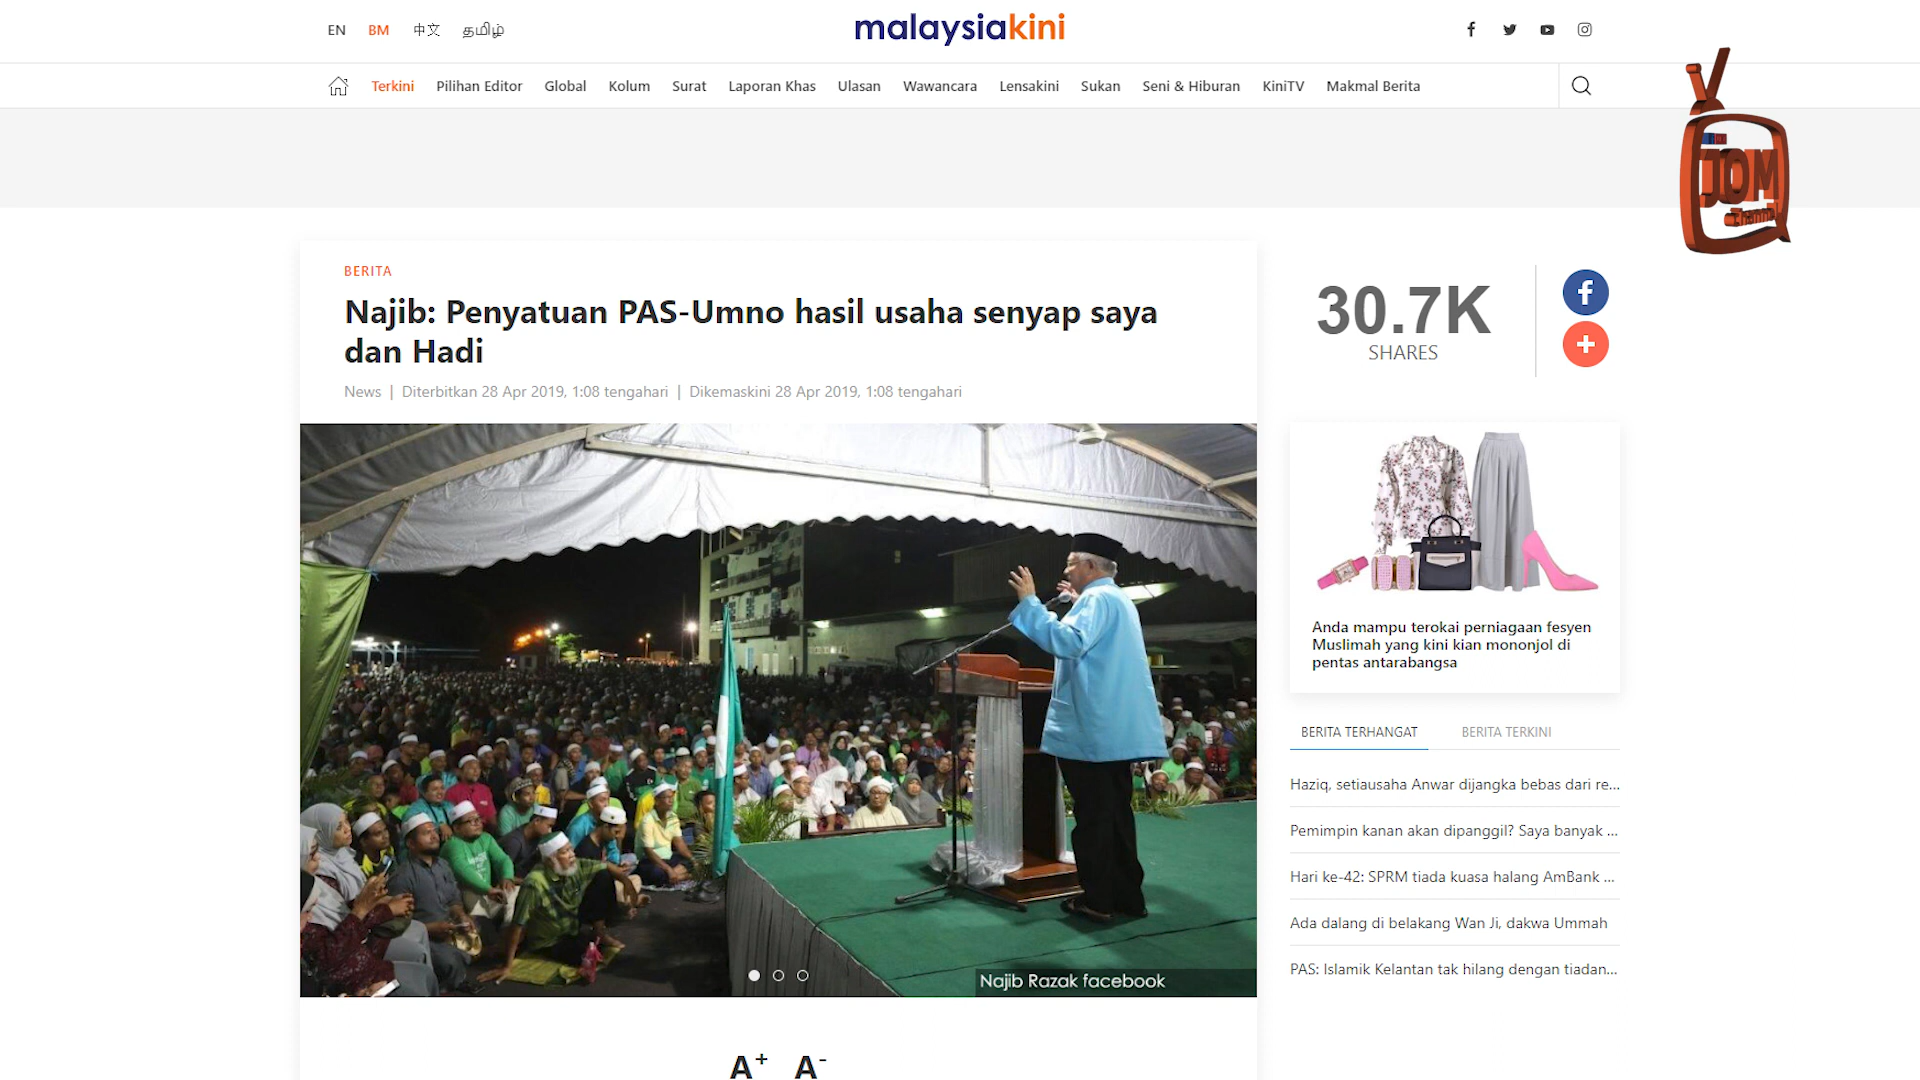 EN BM 中文 தமிழ்
malaysiakini
Terkini Pilihan Editor Global Kolum Surat Laporan Khas Ulasan Wawancara Lensakini Sukan Seni & Hiburan KiniTV Makmal Berita
JOM
Channel
BERITA
Najib: Penyatuan PAS-Umno hasil usaha senyap saya
dan Hadi
News | Diterbitkan 28 Apr 2019, 1:08 tengahari | Dikemaskini 28 Apr 2019, 1:08 tengahari
Najib Razak facebook
A+ A-
30.7K
SHARES
Anda mampu terokai perniagaan fesyen
Muslimah yang kini kian mononjol di
pentas antarabangsa
BERITA TERHANGAT BERITA TERKINI
Haziq, setiausaha Anwar dijangka bebas dari re...
Pemimpin kanan akan dipanggil? Saya banyak ...
Hari ke-42: SPRM tiada kuasa halang AmBank ...
Ada dalang di belakang Wan Ji, dakwa Ummah
PAS: Islamik Kelantan tak hilang dengan tiadan...